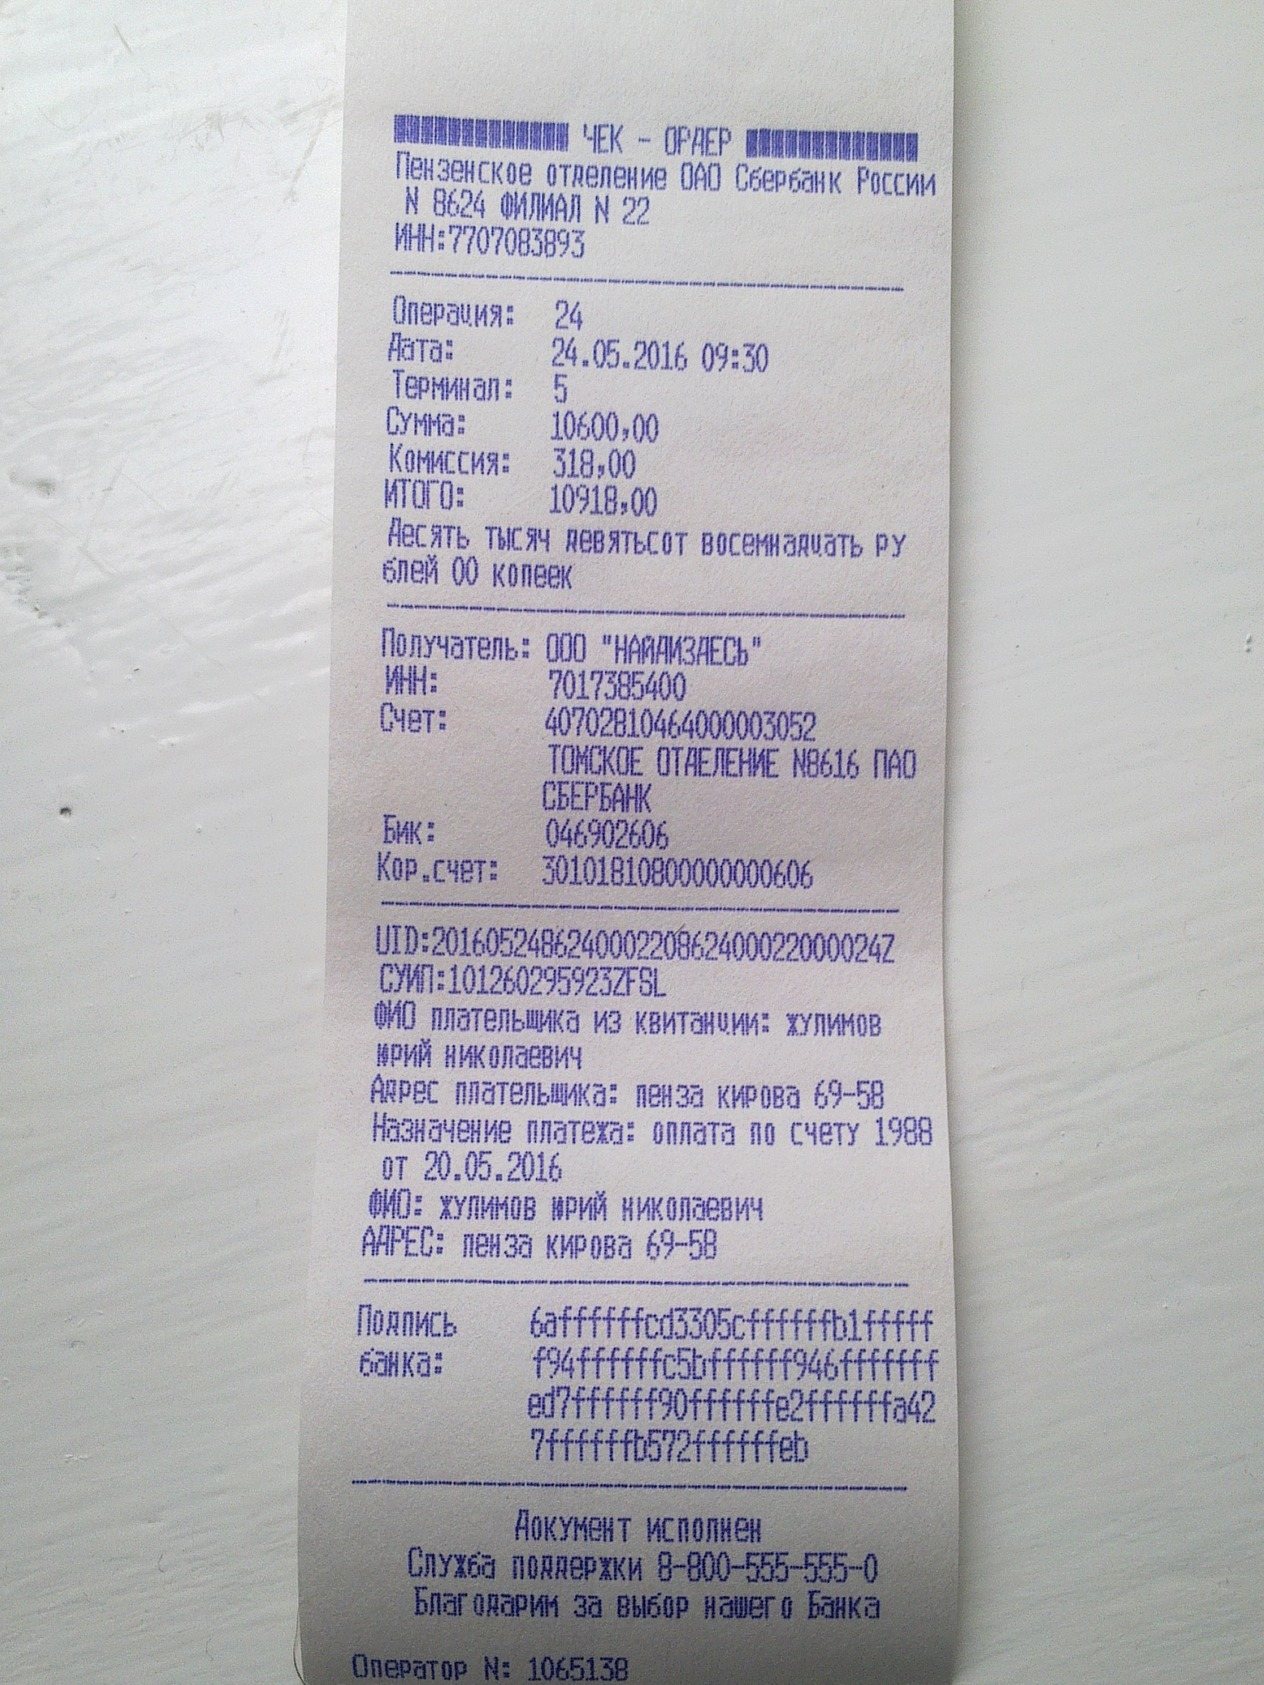 ЧЕК - ОРДЕР
Пензенское отделение ОАО Сбербанк России
N 8624 ФИЛИАЛ N 22
ИНН:7707083893
Операция: 24
Дата: 24.05.2016 09:30
Терминал: 5
Сумма: 10600,00
Комиссия: 318,00
ИТОГО: 10918,00
Десять тысяч девятьсот восемнадцать ру
блей 00 копеек
Получатель: ООО "НАЙДИЗДЕСЬ"
ИНН: 7017385400
Счет: 40702810464000003052
ТОМСКОЕ ОТДЕЛЕНИЕ N8616 ПАО
СБЕРБАНК
Бик: 046902606
Кор.счет: 30101810800000000606
UID:201605248624000220862400022000024Z
СУИП:101260295923ZFSL
ФИО плательщика из квитанции: жулимов
юрий николаевич
Адрес плательщика: пенза кирова 69-58
Назначение платежа: оплата по счету 1988
от 20.05.2016
ФИО: жулимов юрий николаевич
АДРЕС: пенза кирова 69-58
Подпись 6affffffcd3305cffffffb1fffff
банка: f94ffffffc5bffffff946fffffff
ed7ffffff90ffffffe2ffffffa42
7ffffffb572ffffffeb
Документ исполнен
Служба поддержки 8-800-555-555-0
Благодарим за выбор нашего Банка
Оператор N: 1065138